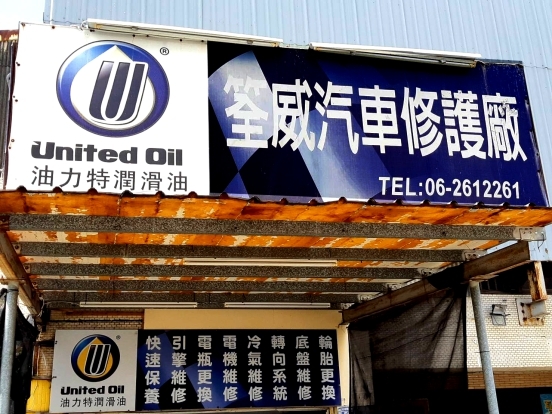 U
®
United Oil
油力特潤滑油
筌威汽車修護廠
TEL:06-2612261
U
United Oil
油力特潤滑油
快速保養
引擎維修
電瓶更換
電機維修
冷氣維修
轉向系統
底盤維修
輪胎更換